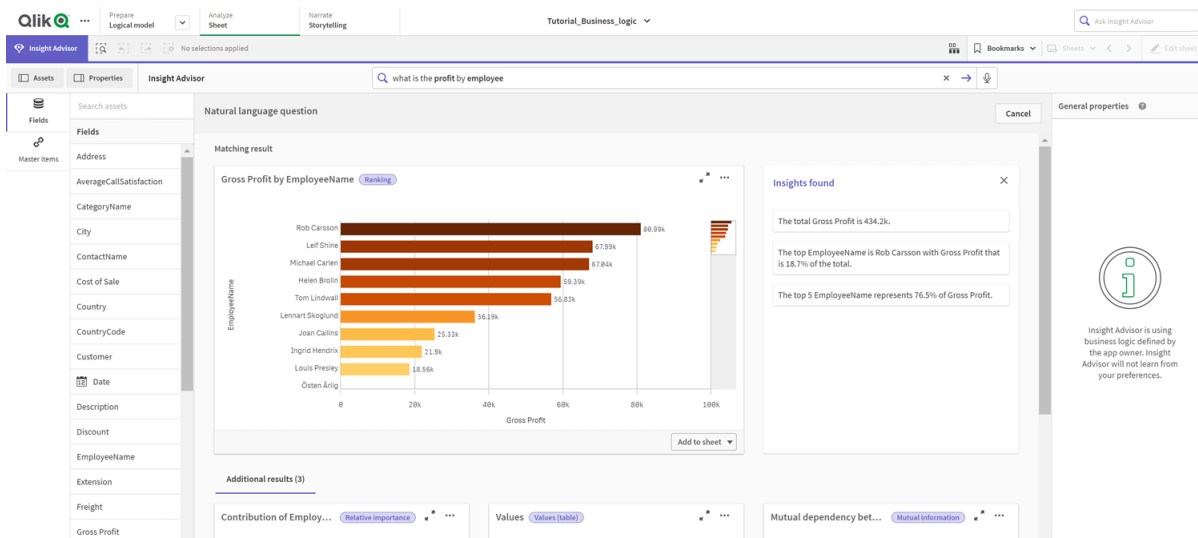 Qlik
Prepare
Logical model
Analyze
Sheet
Narrate
Storytelling
Tutorial_Business_logic
Ask Insight Advisor
Insight Advisor
No selections applied
Bookmarks
Sheets
Edit sheet
Assets
Properties
Insight Advisor
what is the profit by employee
Fields
Master items
Search assets
Fields
Address
AverageCallSatisfaction
CategoryName
City
ContactName
Cost of Sale
Country
CountryCode
Customer
Date
Description
Discount
EmployeeName
Extension
Freight
Gross Profit
Natural language question
Cancel
Matching result
Gross Profit by EmployeeName
Ranking
EmployeeName
Rob Carsson
80.99k
Leif Shine
67.99k
Michael Carlen
67.04k
Helen Brolin
59.39k
Tom Lindwall
56.83k
Lennart Skoglund
36.19k
Joan Callins
25.33k
Ingrid Hendrix
21.9k
Louis Presley
18.56k
Östen Ärlig
0
20k
40k
60k
80k
100k
Gross Profit
Add to sheet
Insights found
The total Gross Profit is 434.2k.
The top EmployeeName is Rob Carsson with Gross Profit that
is 18.7% of the total.
The top 5 EmployeeName represents 76.5% of Gross Profit.
Additional results (3)
Contribution of Employ...
Relative importance
Values
Values (table)
Mutual dependency bet...
Mutual information
General properties
Insight Advisor is using
business logic defined by
the app owner. Insight
Advisor will not learn from
your preferences.